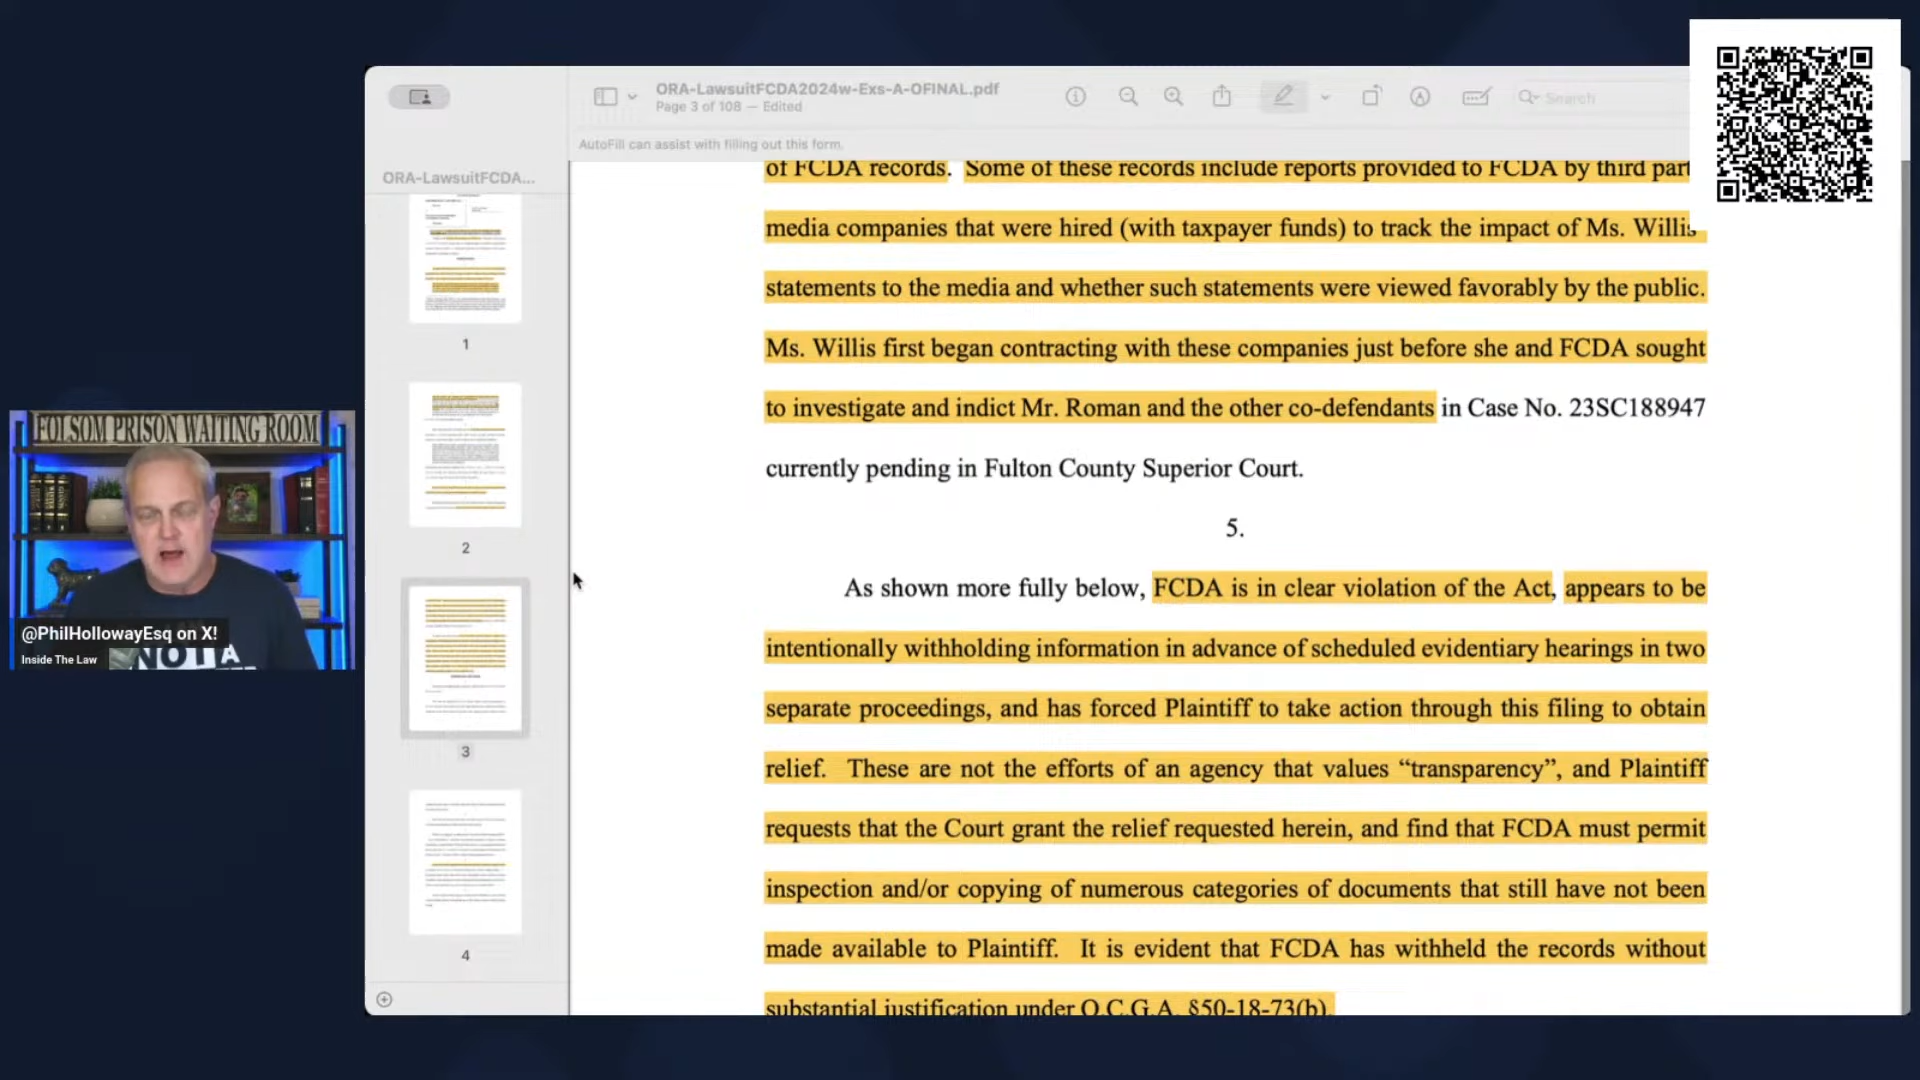 ORA-LawsuitFCDA2024w-Exs-A-OFINAL.pdf
Page 3 of 108 — Edited
Search
AutoFill can assist with filling out this form.
ORA-LawsuitFCDA...
1
2
3
4
of FCDA records. Some of these records include reports provided to FCDA by third part
media companies that were hired (with taxpayer funds) to track the impact of Ms. Willis
statements to the media and whether such statements were viewed favorably by the public.
Ms. Willis first began contracting with these companies just before she and FCDA sought
to investigate and indict Mr. Roman and the other co-defendants in Case No. 23SC188947
currently pending in Fulton County Superior Court.
5.
As shown more fully below, FCDA is in clear violation of the Act, appears to be
intentionally withholding information in advance of scheduled evidentiary hearings in two
separate proceedings, and has forced Plaintiff to take action through this filing to obtain
relief. These are not the efforts of an agency that values “transparency”, and Plaintiff
requests that the Court grant the relief requested herein, and find that FCDA must permit
inspection and/or copying of numerous categories of documents that still have not been
made available to Plaintiff. It is evident that FCDA has withheld the records without
substantial justification under O.C.G.A. §50-18-73(b).
FOLSOM PRISON WAITING ROOM
@PhilHollowayEsq on X!
Inside The Law
NOT A